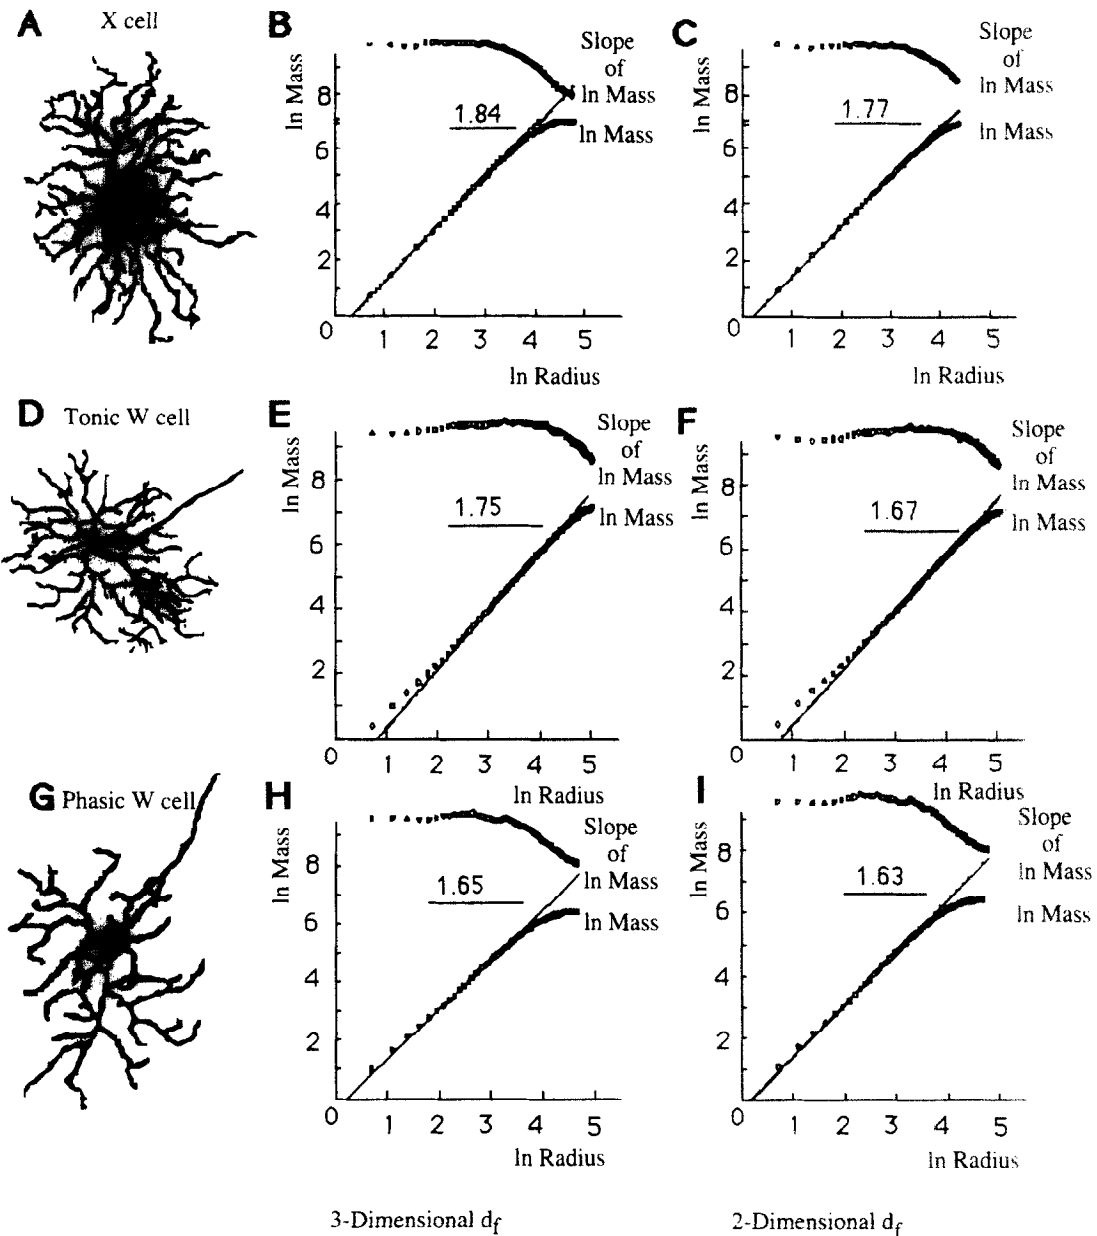 A
X cell
B
ln Mass
8
6
4
2
0
1 2 3 4 5
ln Radius
1.84
Slope
of
ln Mass
ln Mass
C
ln Mass
8
6
4
2
0
1 2 3 4 5
ln Radius
1.77
Slope
of
ln Mass
ln Mass
D
Tonic W cell
E
ln Mass
8
6
4
2
0
1 2 3 4 5
ln Radius
1.75
Slope
of
ln Mass
ln Mass
F
ln Mass
8
6
4
2
0
1 2 3 4 5
ln Radius
1.67
Slope
of
ln Mass
ln Mass
G
Phasic W cell
H
ln Mass
8
6
4
2
0
1 2 3 4 5
ln Radius
1.65
Slope
of
ln Mass
ln Mass
I
ln Mass
8
6
4
2
0
1 2 3 4 5
ln Radius
1.63
Slope
of
ln Mass
ln Mass
3-Dimensional df
2-Dimensional df